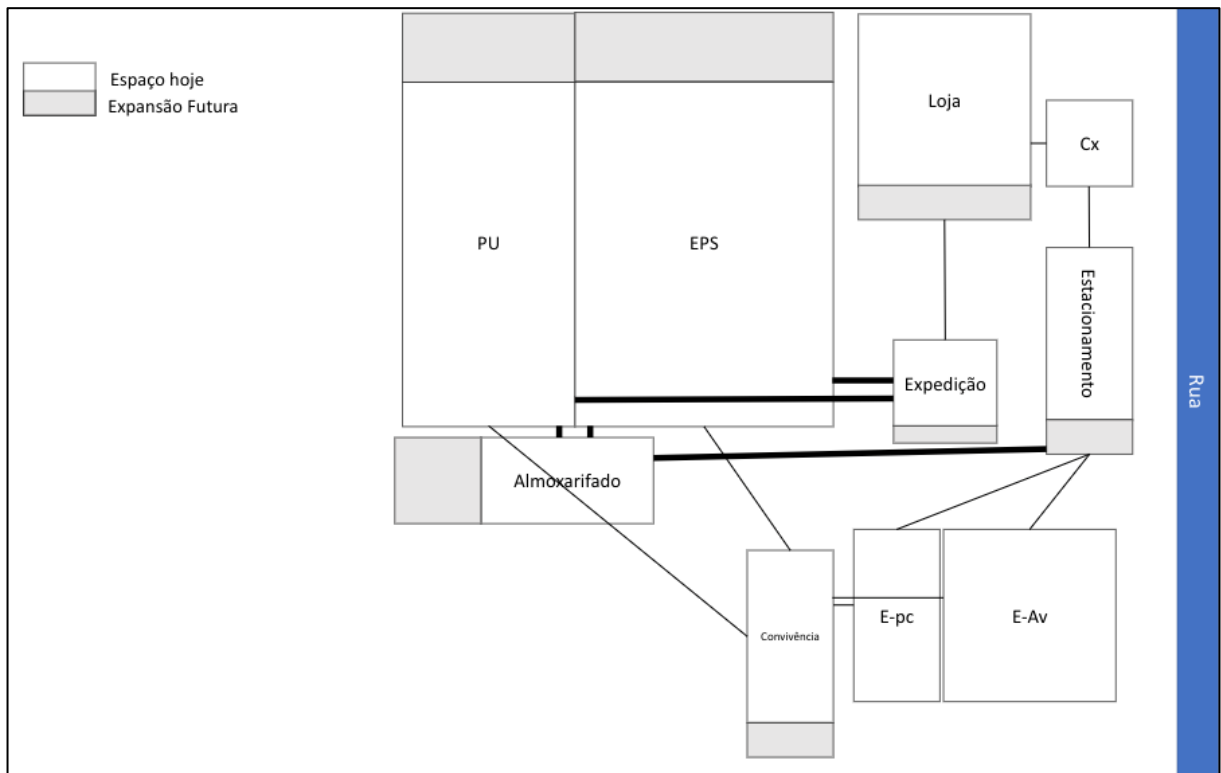 Espaço hoje
Expansão Futura
Loja
Cx
PU
EPS
Estacionamento
Expedição
Rua
Almoxarifado
Convivência
E-pc
E-Av